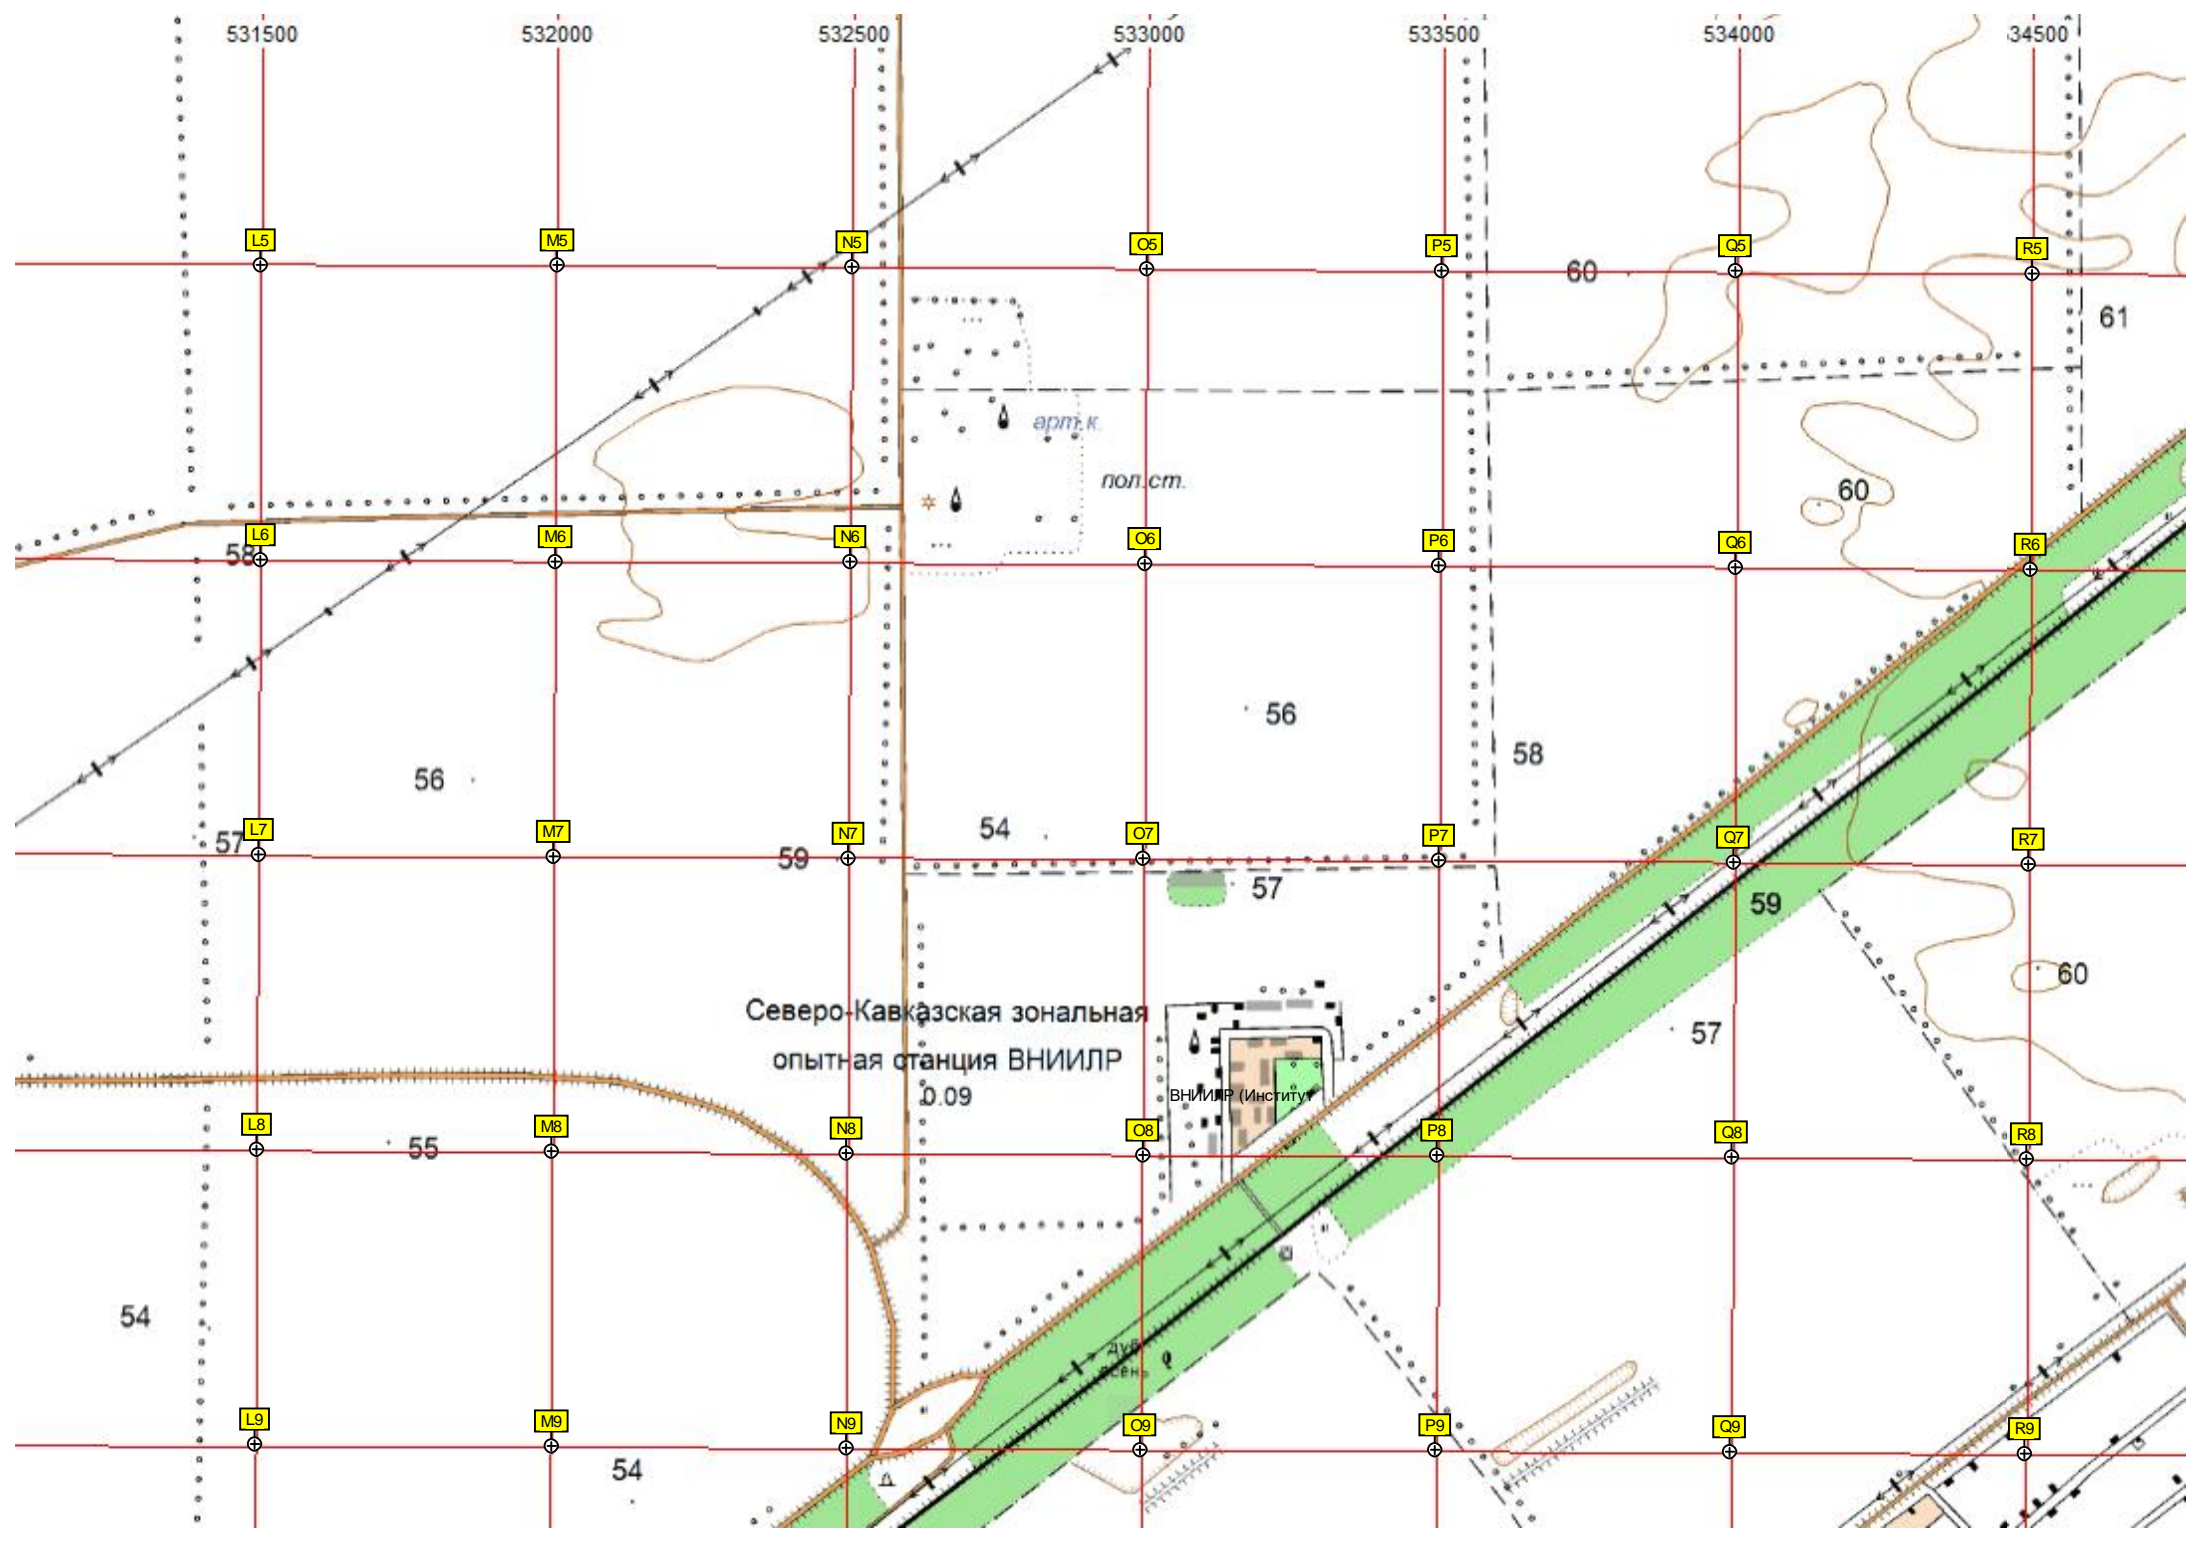 531500 532000 532500 533000 533500 534000 34500
L5 M5 N5 O5 P5 Q5 R5
60
61
арт.к.
пол.ст.
60
58
L6 M6 N6 O6 P6 Q6 R6
56
58
56
54
57
L7 M7 N7 O7 P7 Q7 R7
59
57
59
60
Северо-Кавказская зональная
57
опытная станция ВНИИЛР
0.09
ВНИИЛР (Институт
L8 M8 N8 O8 P8 Q8 R8
55
54
дуб
L9 M9 N9 O9 P9 Q9 R9
54